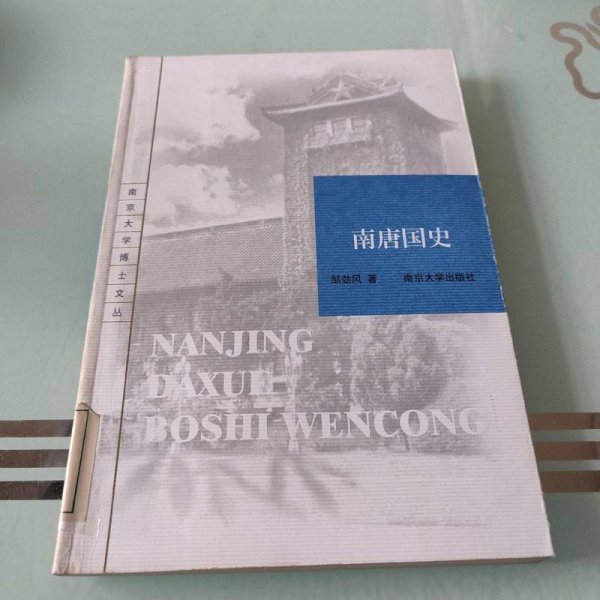 南京大学博士文丛
南唐国史
邹劲风 著 南京大学出版社
NANJING
DAXUE
BOSHI WENCONG